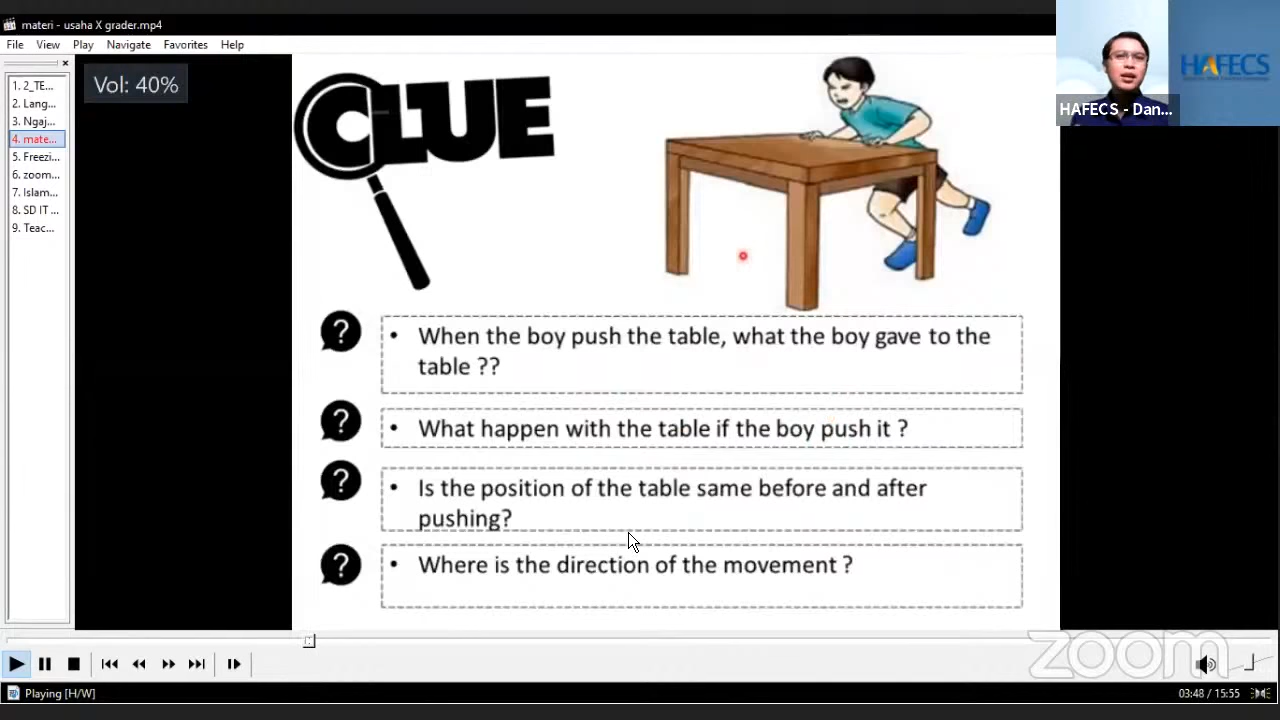 materi - usaha X grader.mp4
File View Play Navigate Favorites Help
Vol: 40%
1. 2_TE...
2. Lang...
3. Ngaj...
4. mate...
5. Freezi...
6. zoom...
7. Islam...
8. SD IT ...
9. Teac...
CLUE
HAFECS
HAFECS - Dan...
? • When the boy push the table, what the boy gave to the
table ??
? • What happen with the table if the boy push it ?
? • Is the position of the table same before and after
pushing?
? • Where is the direction of the movement ?
zoom
Playing [H/W]
03:48 / 15:55